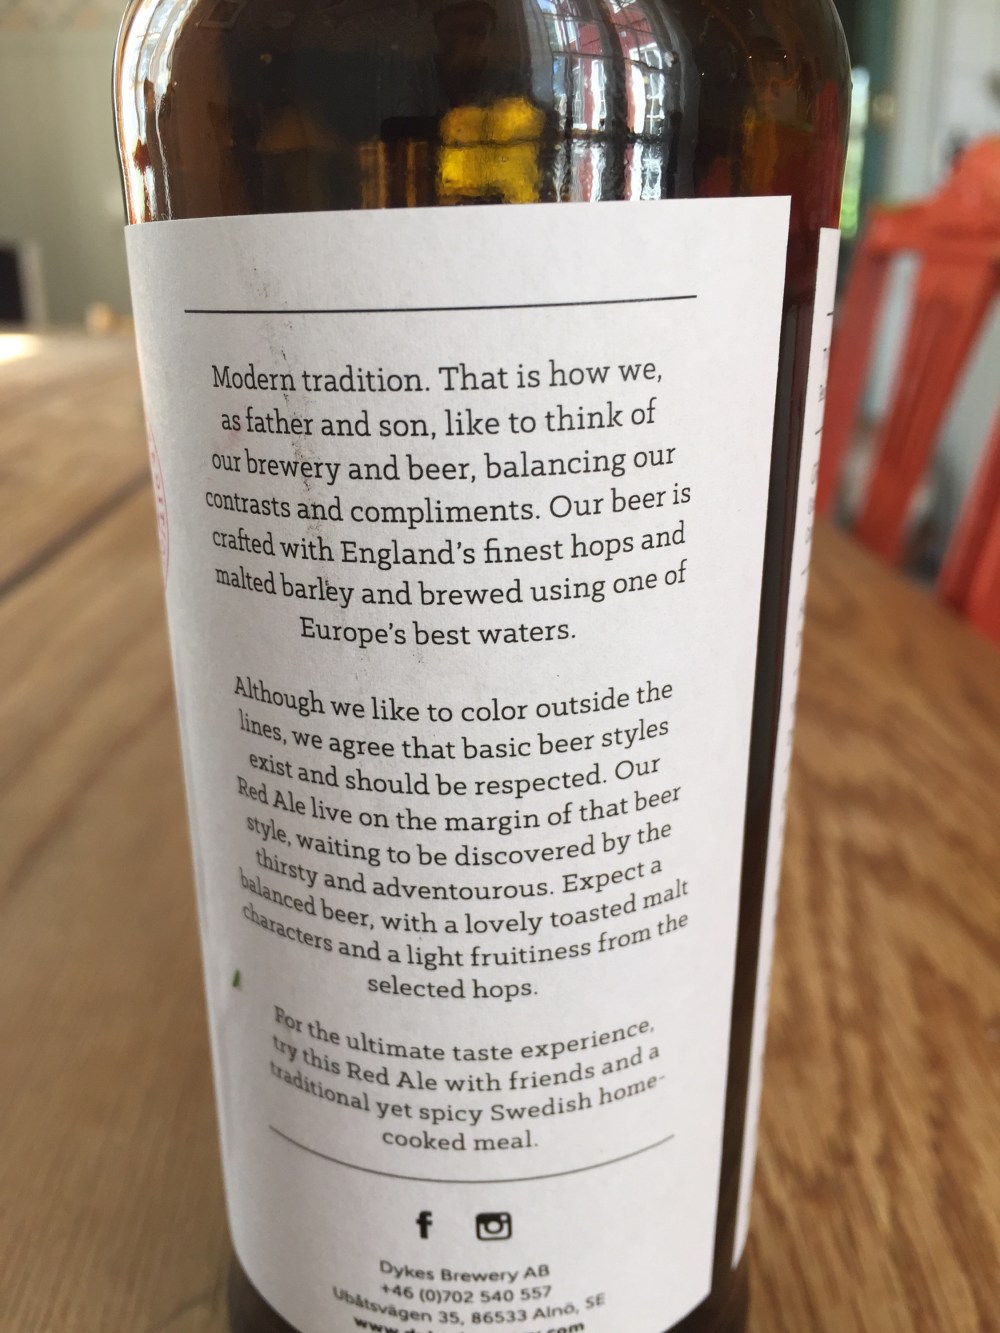 Modern tradition. That is how we,
as father and son, like to think of
our brewery and beer, balancing our
contrasts and compliments. Our beer is
crafted with England's finest hops and
malted barley and brewed using one of
Europe's best waters.
Although we like to color outside the
lines, we agree that basic beer styles
exist and should be respected. Our
Red Ale live on the margin of that beer
style, waiting to be discovered by the
thirsty and adventourous. Expect a
balanced beer, with a lovely toasted malt
characters and a light fruitiness from the
selected hops.
For the ultimate taste experience,
try this Red Ale with friends and a
traditional yet spicy Swedish home-
cooked meal.
Dykes Brewery AB
+46 (0)702 540 557
Ubåtsvägen 35, 86533 Alnö, SE